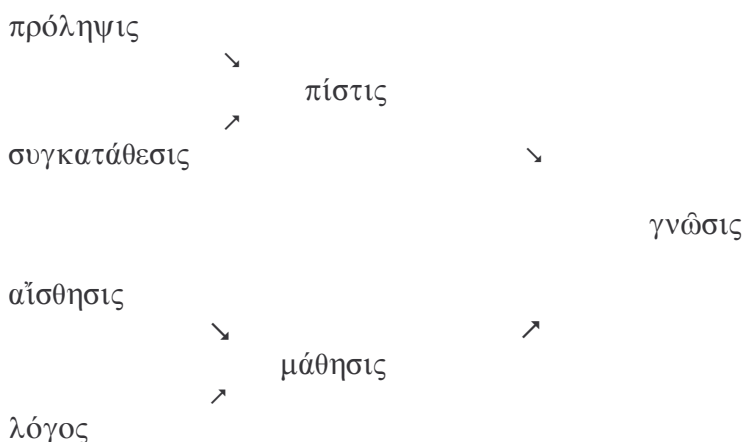 πρόληψις
↘
πίστις
↗
συγκατάθεσις ↘
γνῶσις
αἴσθησις
↘ ↗
μάθησις
↗
λόγος